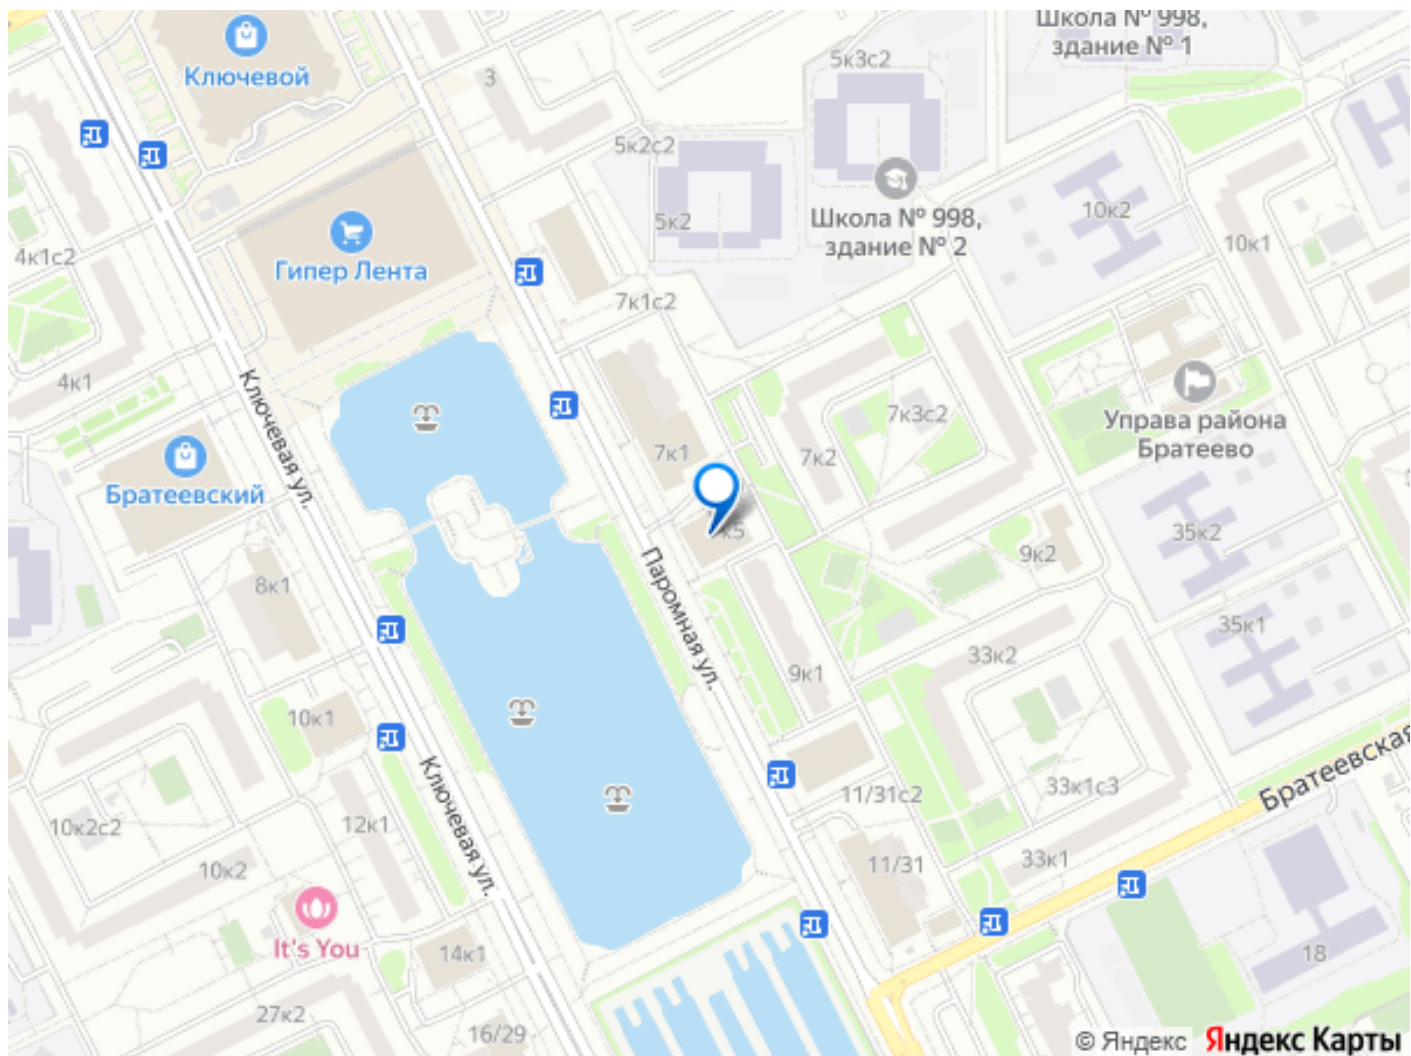 Школа № 998,
здание № 1
5к3с2
Ключевой
3
5к2с2
Школа № 998,
здание № 2
10к2
5к2
10к1
4к1с2
Гипер Лента
7к1с2
4к1
Ключевая ул.
7к3с2
Управа района
Братеево
7к1
7к2
Братеевский
к5
35к2
9к2
8к1
Паромная ул.
35к1
33к2
9к1
10к1
Ключевая ул.
11/31с2
33к1с3
Братеевская
10к2с2
12к1
10к2
11/31
33к1
It's You
14к1
18
27к2
16/29
© Яндекс
Яндекс Карты